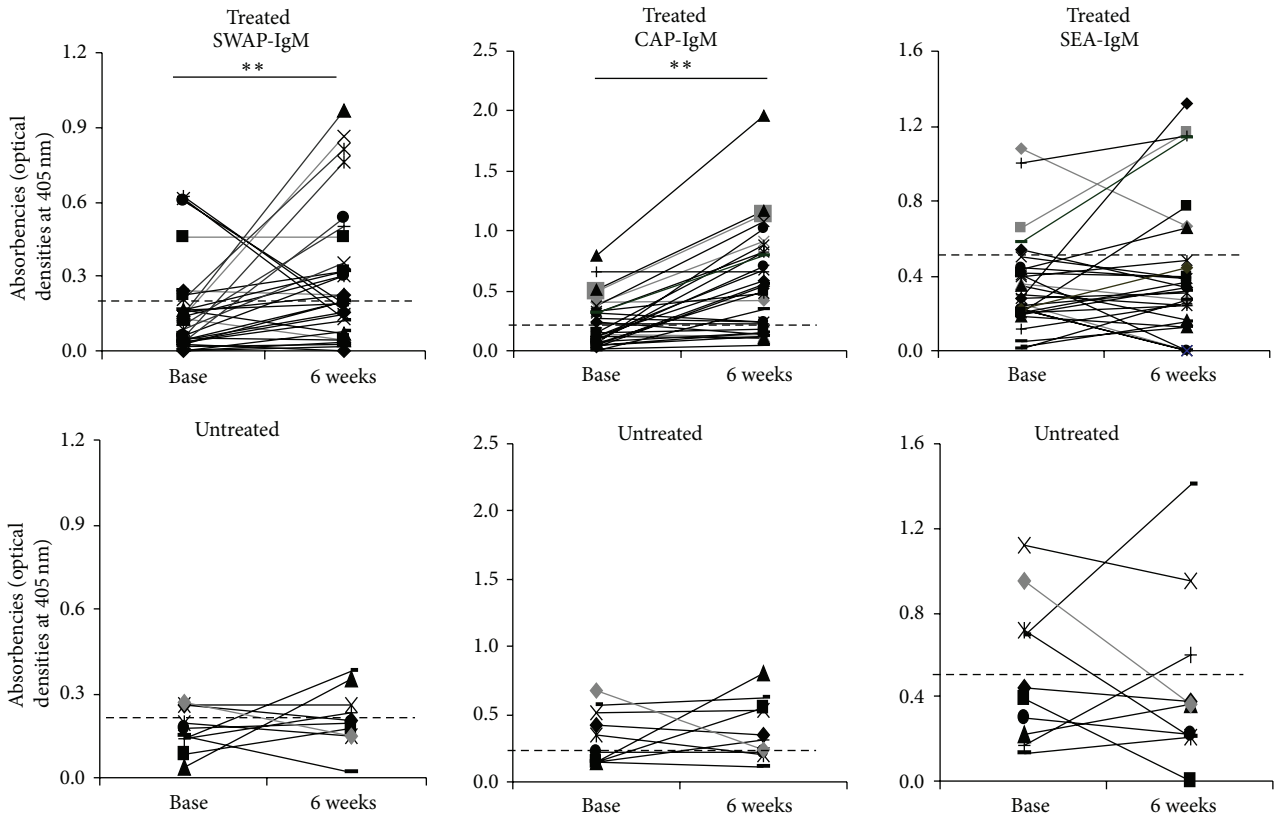 Treated
SWAP-IgM
**
Absorbencies (optical
densities at 405 nm)
1.2
0.9
0.6
0.3
0.0
Base 6 weeks
Treated
CAP-IgM
**
2.5
2.0
1.5
1.0
0.5
0.0
Base 6 weeks
Treated
SEA-IgM
1.6
1.2
0.8
0.4
0.0
Base 6 weeks
Untreated
Absorbencies (optical
densities at 405 nm)
1.2
0.9
0.6
0.3
0.0
Base 6 weeks
Untreated
2.5
2.0
1.5
1.0
0.5
0.0
Base 6 weeks
Untreated
1.6
1.2
0.8
0.4
0.0
Base 6 weeks